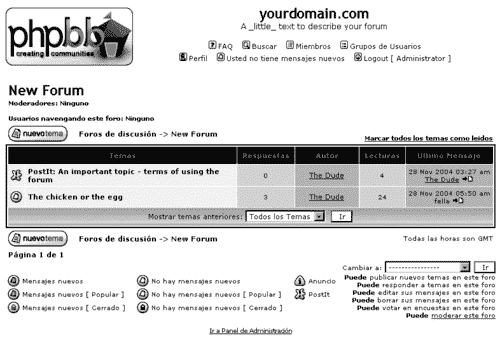 phpbb
creating communities
yourdomain.com
A _little_ text to describe your forum
FAQ Buscar Miembros Grupos de Usuarios
Perfil Usted no tiene mensajes nuevos Logout [ Administrator ]
New Forum
Moderadores: Ninguno
Usuarios navengando este foro: Ninguno
nuevotema Foros de discusión -> New Forum Marcar todos los temas como leidos
Temas Respuestas Autor Lecturas Ultimo Mensaje
PostIt: An important topic - terms of using the forum 0 The Dude 4 28 Nov 2004 03:27 am
The Dude
The chicken or the egg 3 The Dude 24 28 Nov 2004 05:50 am
fella
Mostrar temas anteriores: Todos los Temas Ir
nuevotema Foros de discusión -> New Forum Todas las horas son GMT
Página 1 de 1
Cambiar a: ---------------- Ir
Mensajes nuevos No hay mensajes nuevos Anuncio
Mensajes nuevos [ Popular ] No hay mensajes nuevos [ Popular ] PostIt
Mensajes nuevos [ Cerrado ] No hay mensajes nuevos [ Cerrado ]
Puede publicar nuevos temas en este foro
Puede responder a temas en este foro
Puede editar sus mensajes en este foro
Puede borrar sus mensajes en este foro
Puede votar en encuestas en este foro
Puede moderar este foro
Ir a Panel de Administración